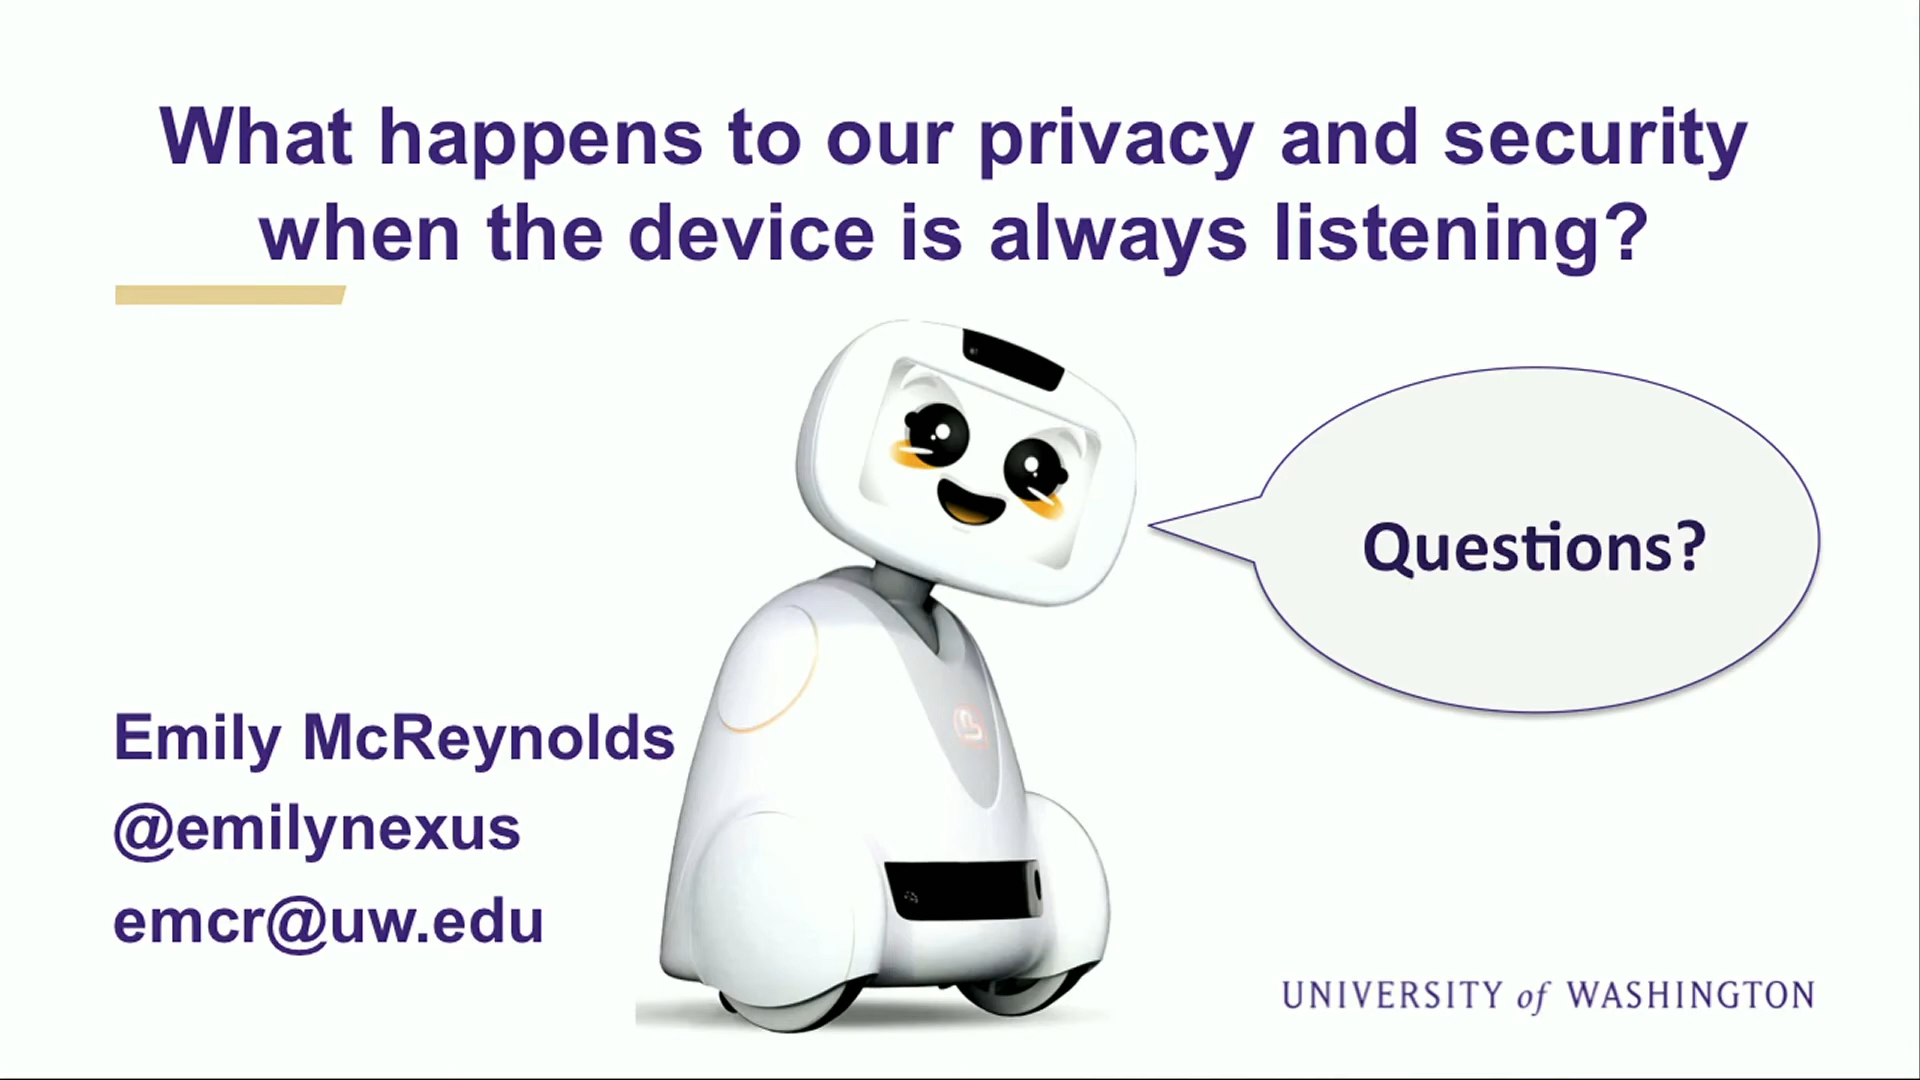 What happens to our privacy and security
when the device is always listening?
Questions?
Emily McReynolds
@emilynexus
emcr@uw.edu
UNIVERSITY of WASHINGTON